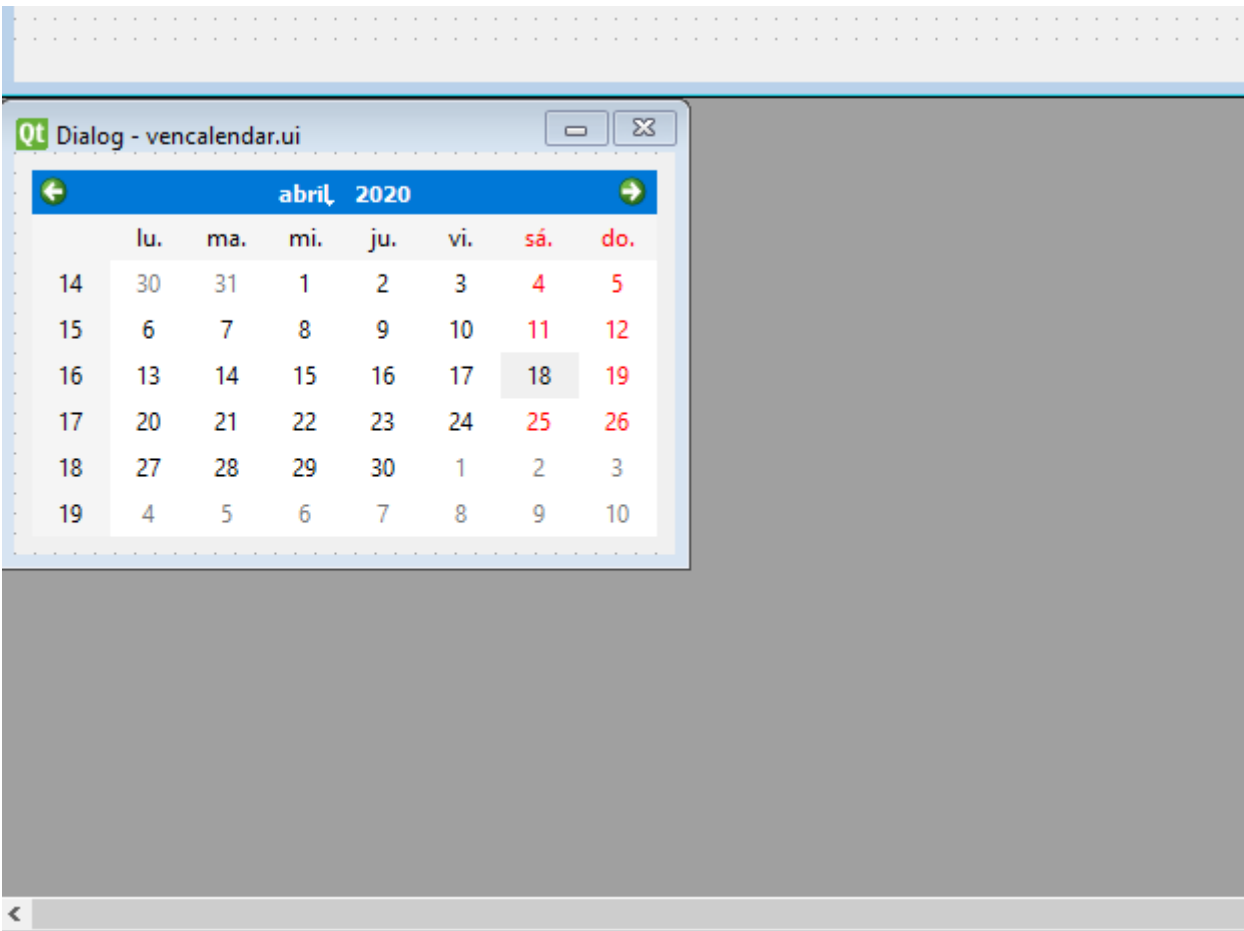 Qt Dialog - vencalendar.ui
abril, 2020
lu. ma. mi. ju. vi. sá. do.
14 30 31 1 2 3 4 5
15 6 7 8 9 10 11 12
16 13 14 15 16 17 18 19
17 20 21 22 23 24 25 26
18 27 28 29 30 1 2 3
19 4 5 6 7 8 9 10